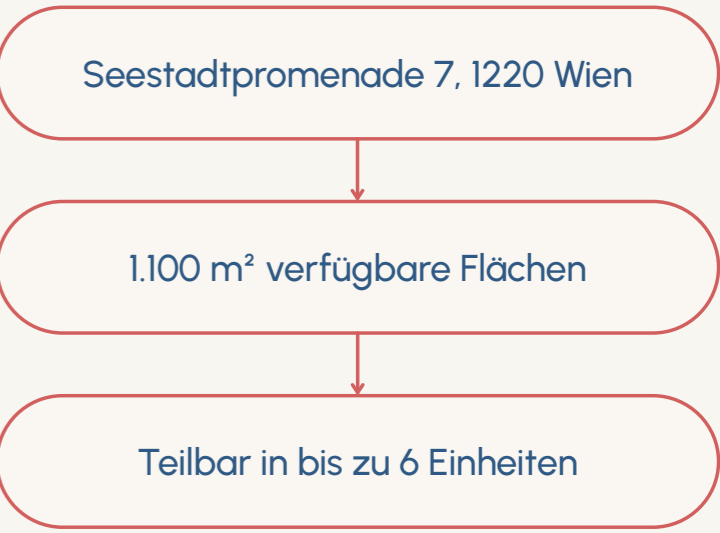 Seestadtpromenade 7, 1220 Wien
1.100 m² verfügbare Flächen
Teilbar in bis zu 6 Einheiten